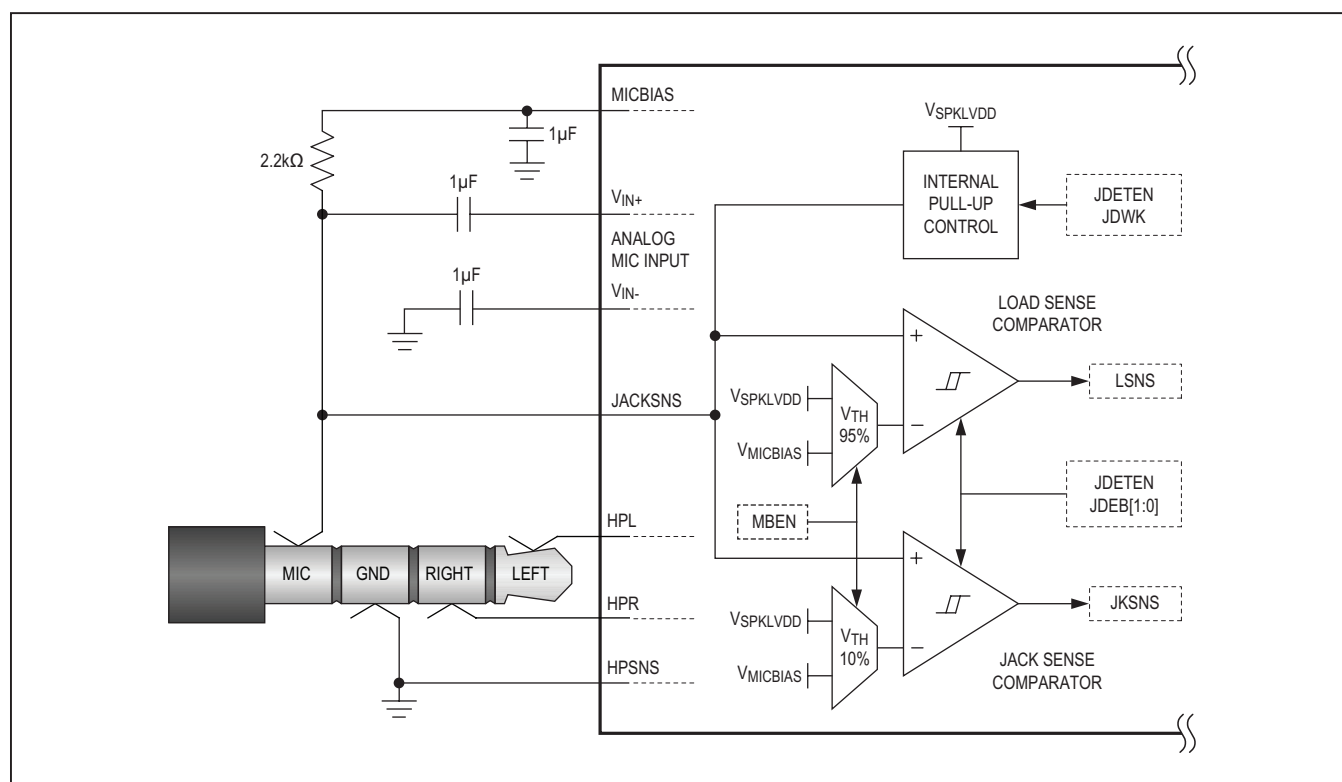 MICBIAS
1µF
2.2kΩ
1µF
VIN+
ANALOG
MIC INPUT
1µF
VIN-
JACKSNS
MIC
GND
RIGHT
LEFT
HPL
HPR
HPSNS
VSPKLVDD
INTERNAL
PULL-UP
CONTROL
JDETEN
JDWK
LOAD SENSE
COMPARATOR
+
−
VSPKLVDD
VMICBIAS
VTH
95%
LSNS
MBEN
JDETEN
JDEB[1:0]
+
−
VSPKLVDD
VMICBIAS
VTH
10%
JKSNS
JACK SENSE
COMPARATOR